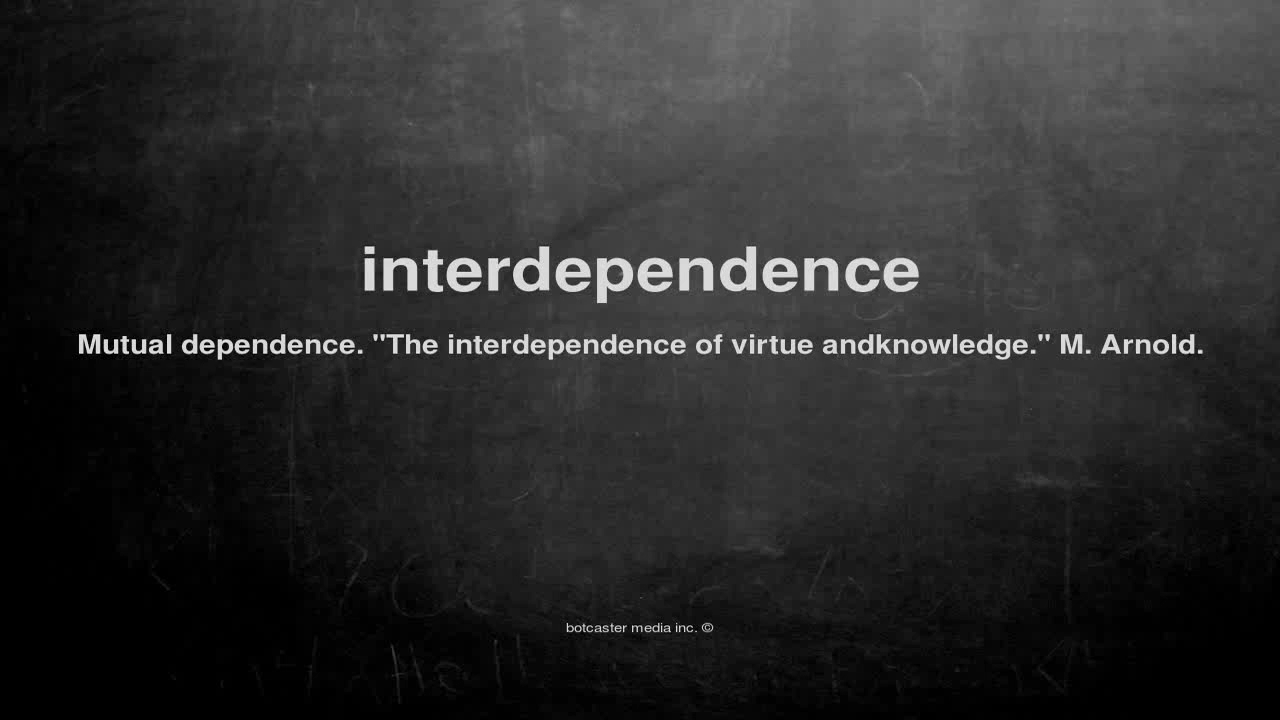 interdependence
Mutual dependence. "The interdependence of virtue andknowledge." M. Arnold.
botcaster media inc. ©